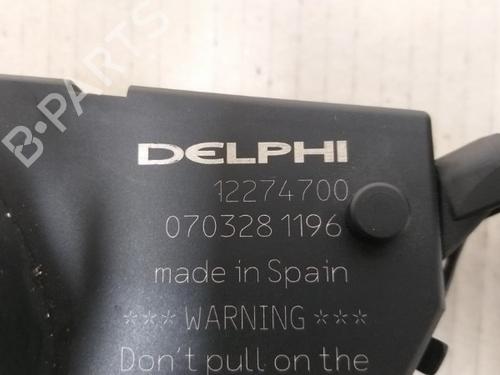 B-PARTS
DELPHI
12274700
070328 1196
made in Spain
*** WARNING ***
Don't pull on the